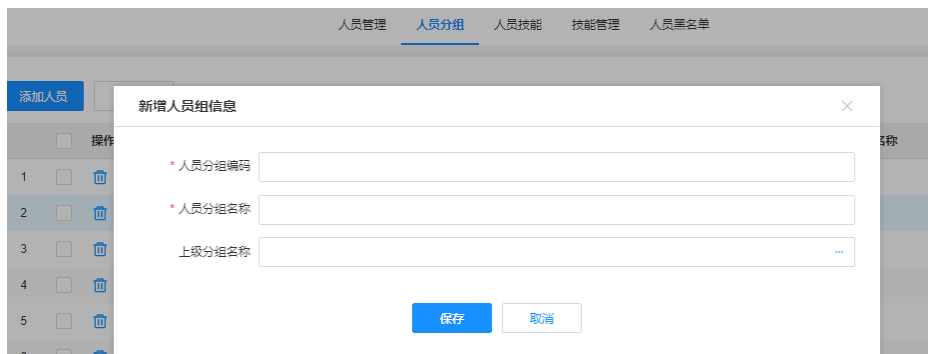 人员管理 人员分组 人员技能 技能管理 人员黑名单
添加人员
新增人员组信息
操作
名称
* 人员分组编码
1
* 人员分组名称
2
上级分组名称 ...
3
4
保存 取消
5